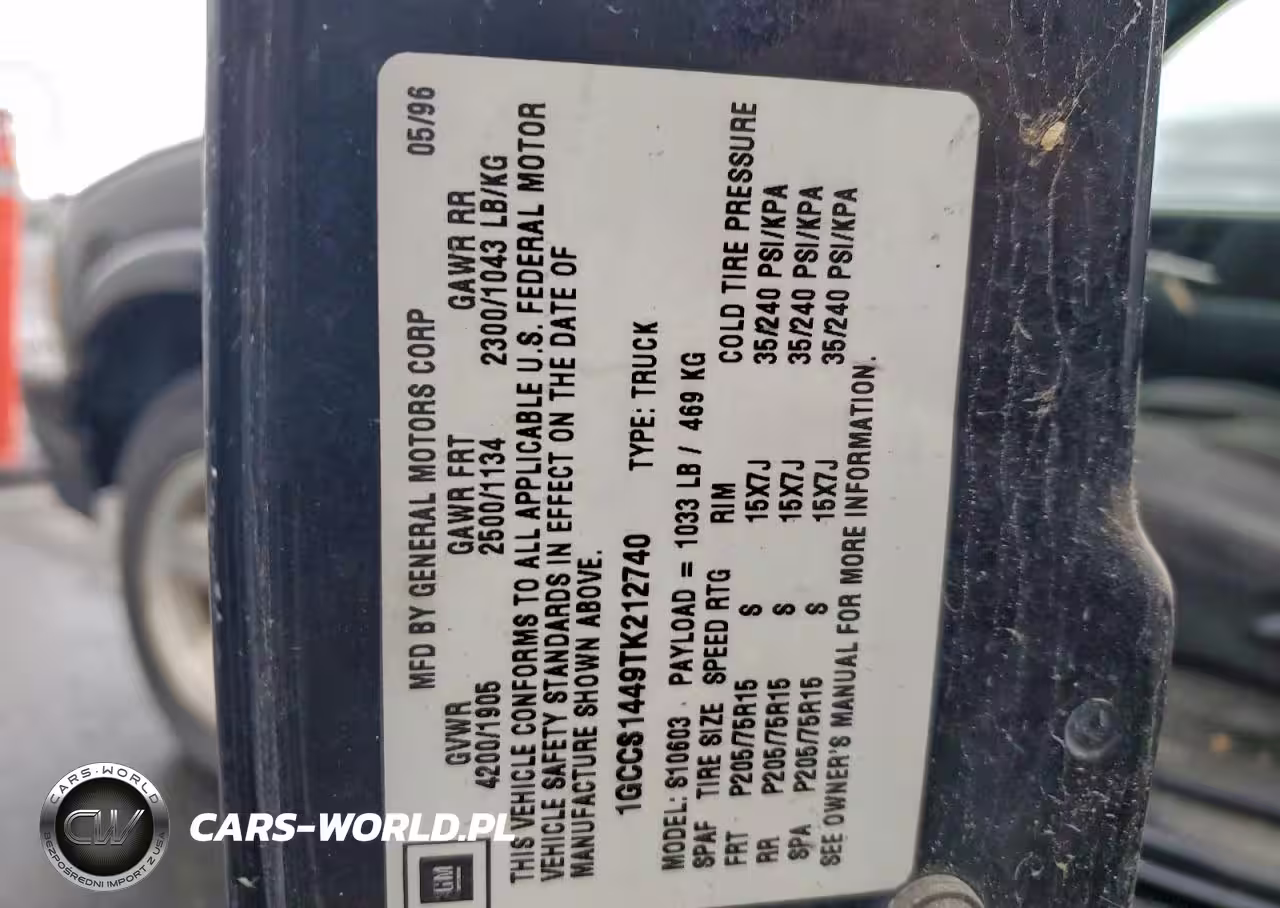 MFD BY GENERAL MOTORS CORP 05/96
GVWR GAWR FRT GAWR RR
4200/1905 2500/1134 2300/1043 LB/KG
THIS VEHICLE CONFORMS TO ALL APPLICABLE U.S. FEDERAL MOTOR
VEHICLE SAFETY STANDARDS IN EFFECT ON THE DATE OF
MANUFACTURE SHOWN ABOVE.
1GCCS1449TK212740 TYPE: TRUCK
MODEL: S10603 PAYLOAD = 1033 LB / 469 KG
SPAF TIRE SIZE SPEED RTG RIM COLD TIRE PRESSURE
FRT P205/75R15 S 15X7J 35/240 PSI/KPA
RR P205/75R15 S 15X7J 35/240 PSI/KPA
SPA P205/75R15 S 15X7J 35/240 PSI/KPA
SEE OWNER'S MANUAL FOR MORE INFORMATION.
GM
CARS-WORLD
CW
BEZPOŚREDNI IMPORT Z USA
CARS-WORLD.PL